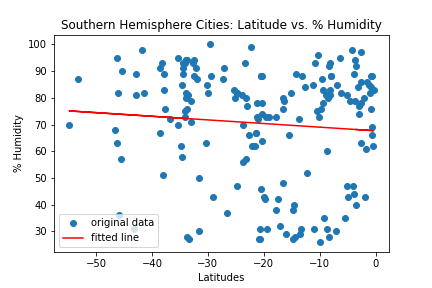 Southern Hemisphere Cities: Latitude vs. % Humidity
% Humidity
100
90
80
70
60
50
40
30
original data
fitted line
−50
−40
−30
−20
−10
0
Latitudes